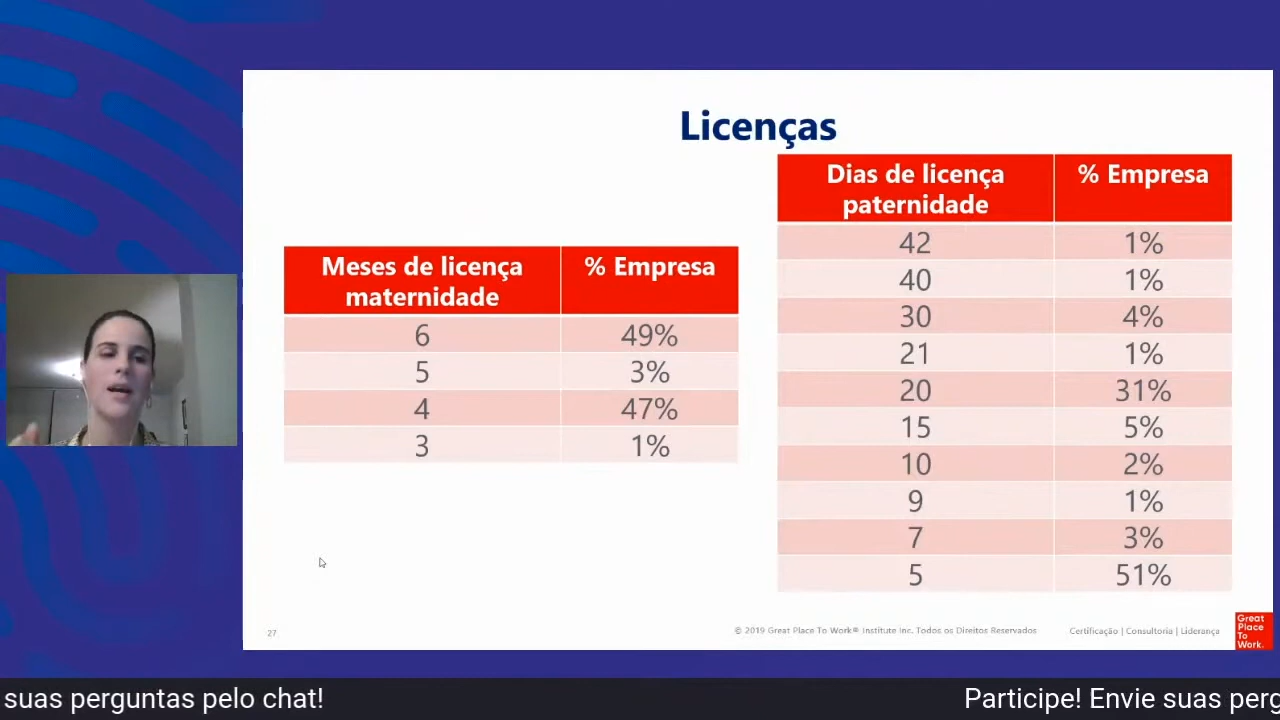 Licenças
Meses de licença maternidade % Empresa
6 49%
5 3%
4 47%
3 1%
Dias de licença paternidade % Empresa
42 1%
40 1%
30 4%
21 1%
20 31%
15 5%
10 2%
9 1%
7 3%
5 51%
27
© 2019 Great Place To Work® Institute Inc. Todos os Direitos Reservados
Certificação | Consultoria | Liderança
Great
Place
To
Work.
suas perguntas pelo chat!
Participe! Envie suas perg